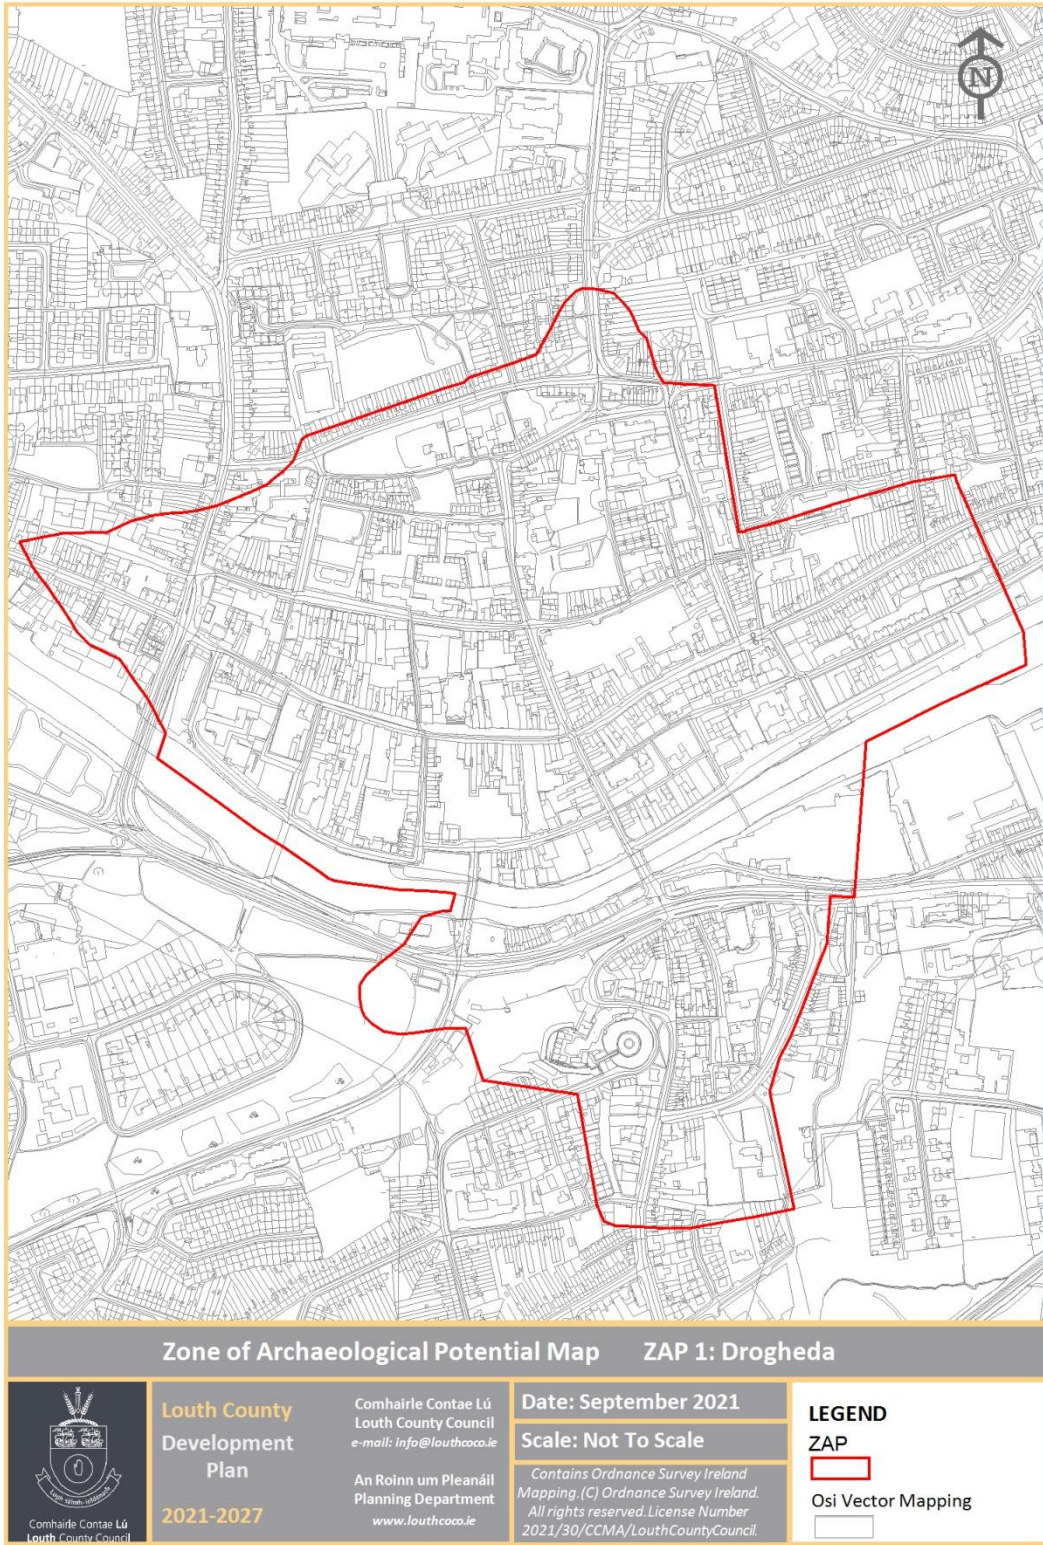 N
Zone of Archaeological Potential Map ZAP 1: Drogheda
Louth County
Development
Plan
2021-2027
Comhairle Contae Lú
Louth County Council
e-mail: info@louthcoco.ie
An Roinn um Pleanáil
Planning Department
www.louthcoco.ie
Date: September 2021
Scale: Not To Scale
Contains Ordnance Survey Ireland
Mapping.(C) Ordnance Survey Ireland.
All rights reserved.License Number
2021/30/CCMA/LouthCountyCouncil.
LEGEND
ZAP
Osi Vector Mapping
Comhairle Contae Lú
Louth County Council